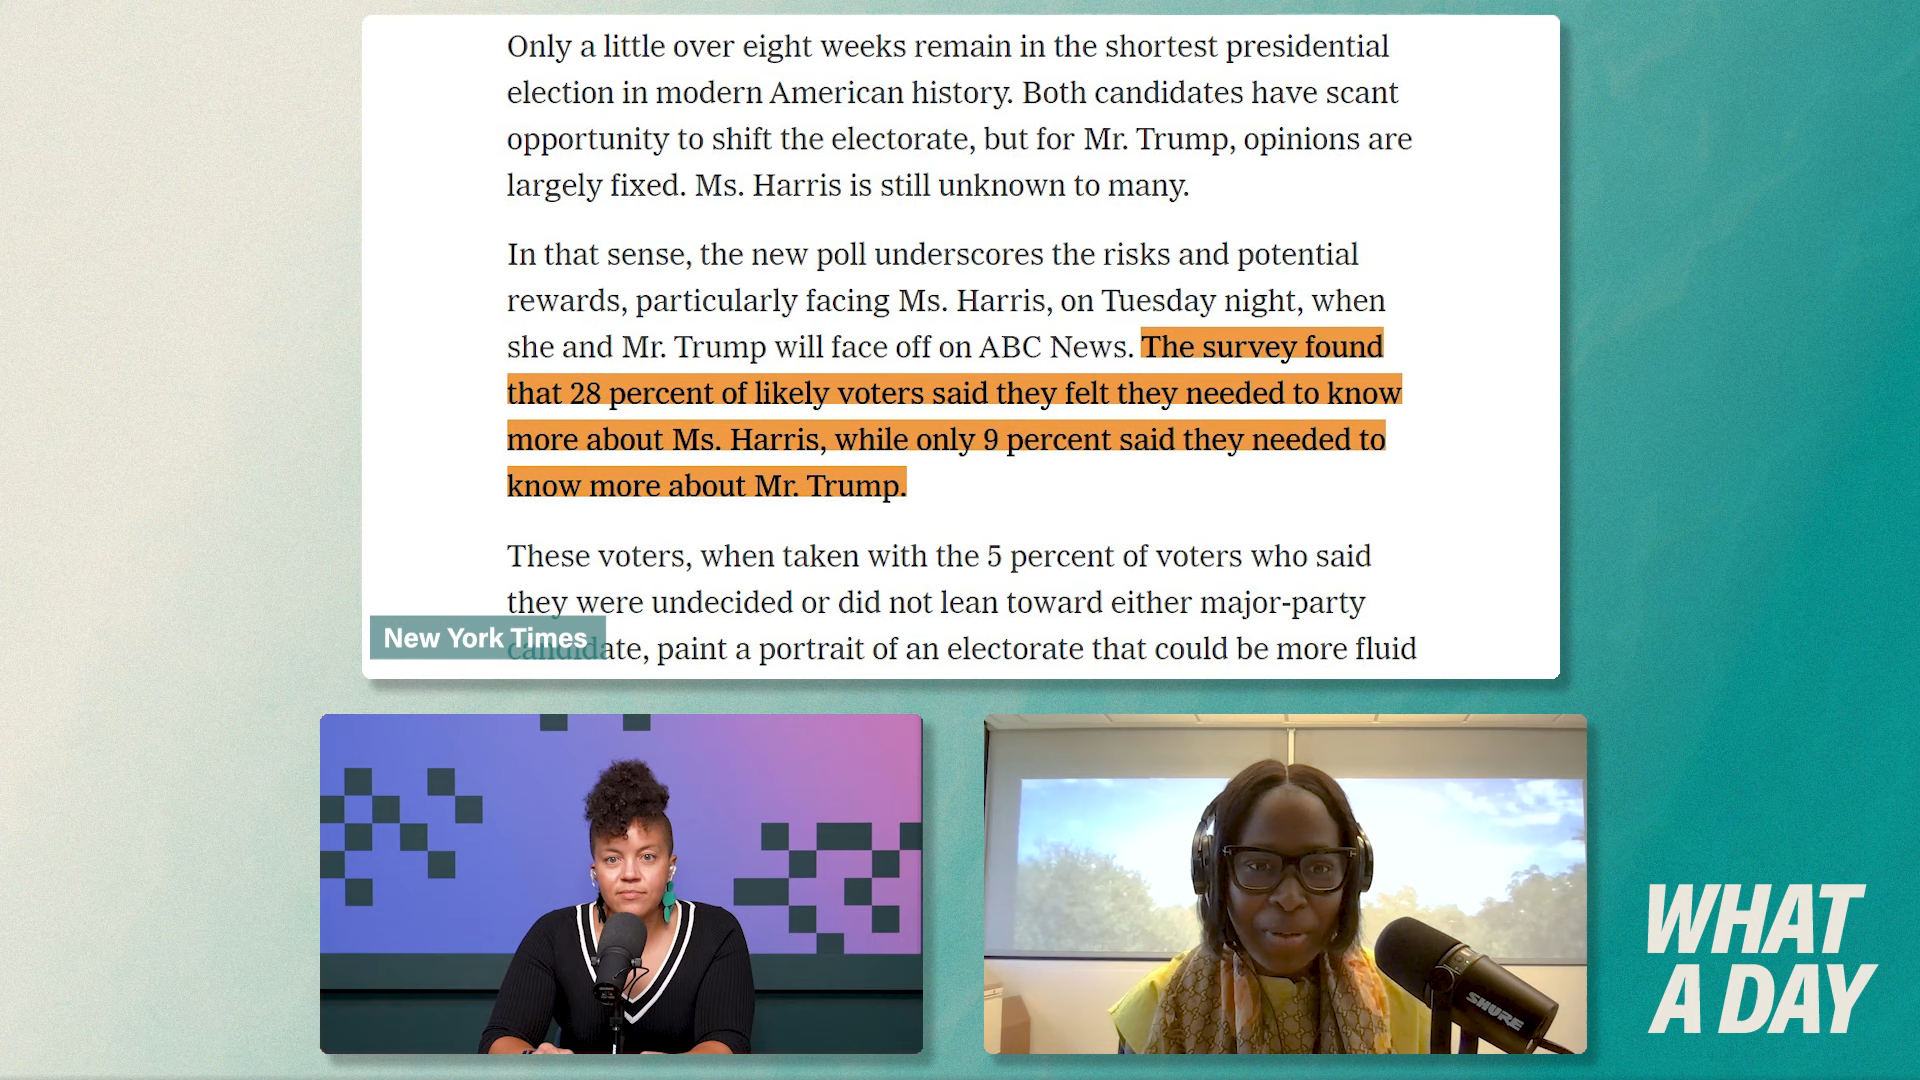 Only a little over eight weeks remain in the shortest presidential
election in modern American history. Both candidates have scant
opportunity to shift the electorate, but for Mr. Trump, opinions are
largely fixed. Ms. Harris is still unknown to many.
In that sense, the new poll underscores the risks and potential
rewards, particularly facing Ms. Harris, on Tuesday night, when
she and Mr. Trump will face off on ABC News. The survey found
that 28 percent of likely voters said they felt they needed to know
more about Ms. Harris, while only 9 percent said they needed to
know more about Mr. Trump.
These voters, when taken with the 5 percent of voters who said
they were undecided or did not lean toward either major-party
candidate, paint a portrait of an electorate that could be more fluid
New York Times
SHURE
WHAT
A DAY